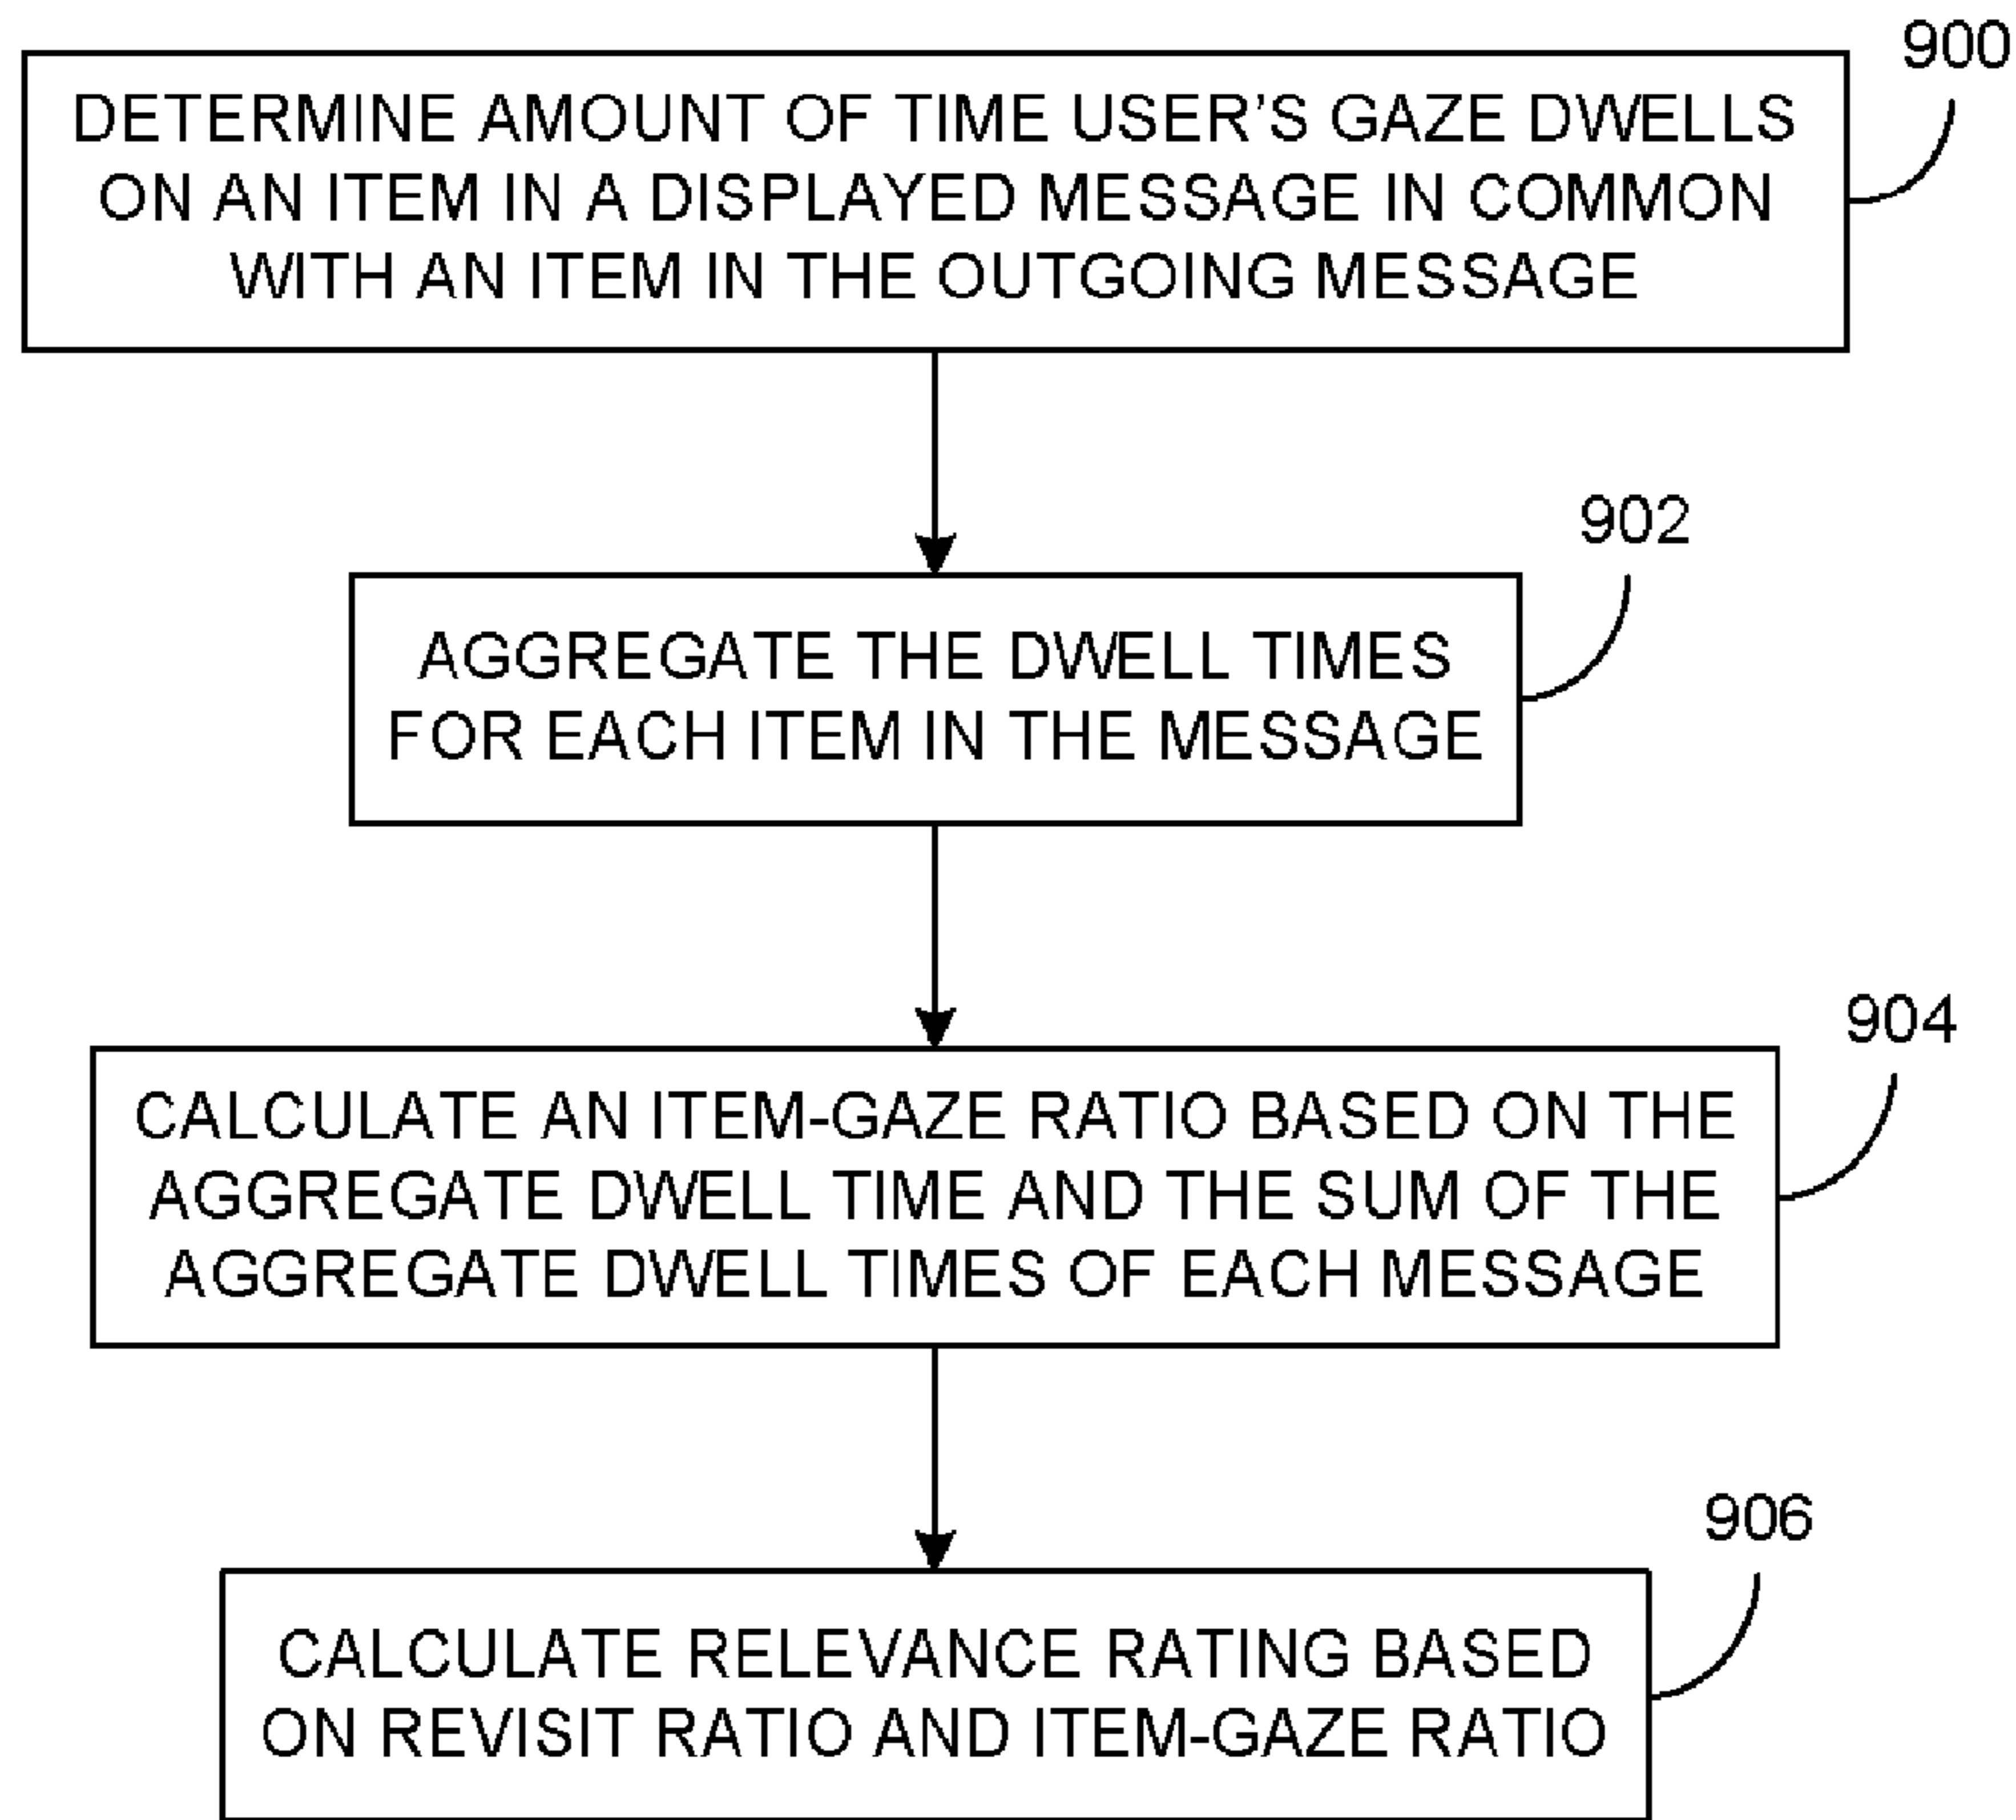 900
DETERMINE AMOUNT OF TIME USER'S GAZE DWELLS
ON AN ITEM IN A DISPLAYED MESSAGE IN COMMON
WITH AN ITEM IN THE OUTGOING MESSAGE
902
AGGREGATE THE DWELL TIMES
FOR EACH ITEM IN THE MESSAGE
904
CALCULATE AN ITEM-GAZE RATIO BASED ON THE
AGGREGATE DWELL TIME AND THE SUM OF THE
AGGREGATE DWELL TIMES OF EACH MESSAGE
906
CALCULATE RELEVANCE RATING BASED
ON REVISIT RATIO AND ITEM-GAZE RATIO